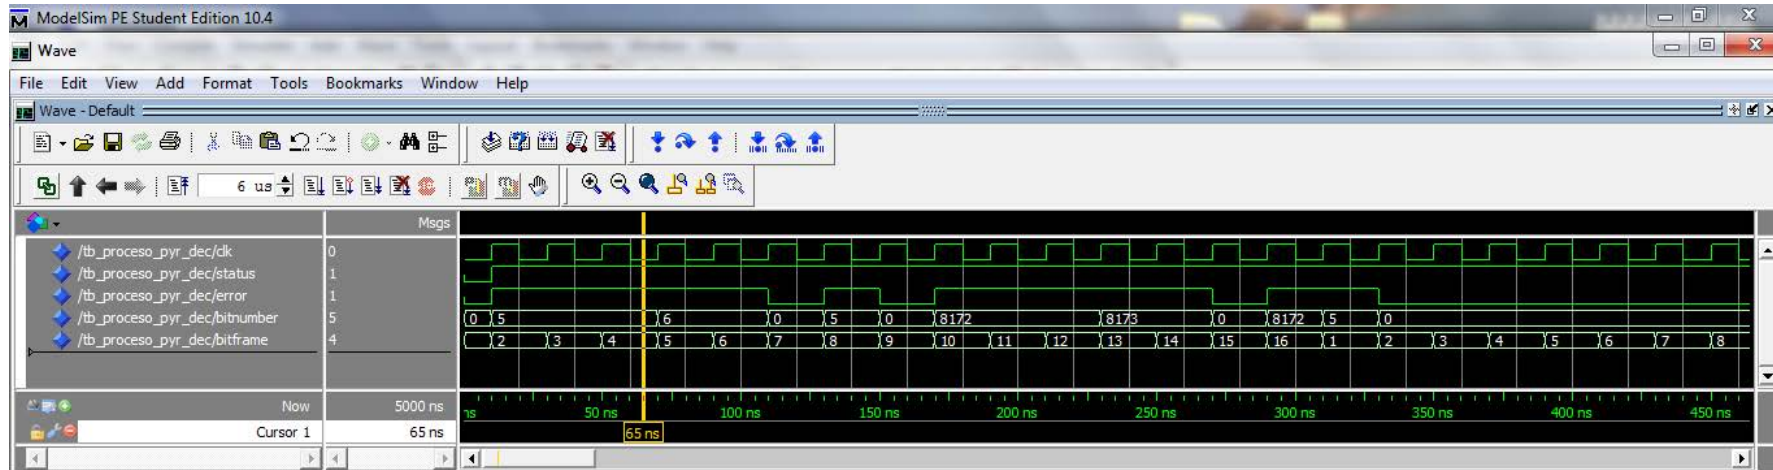 ModelSim PE Student Edition 10.4
Wave
File Edit View Add Format Tools Bookmarks Window Help
Wave - Default
6 us
Msgs
/tb_proceso_pyr_dec/clk 0
/tb_proceso_pyr_dec/status 1
/tb_proceso_pyr_dec/error 1
/tb_proceso_pyr_dec/bitnumber 5 0 5 6 0 5 0 8172 8173 0 8172 5 0
/tb_proceso_pyr_dec/bitframe 4 2 3 4 5 6 7 8 9 10 11 12 13 14 15 16 1 2 3 4 5 6 7 8
Now 5000 ns ns 50 ns 100 ns 150 ns 200 ns 250 ns 300 ns 350 ns 400 ns 450 ns
Cursor 1 65 ns 65 ns